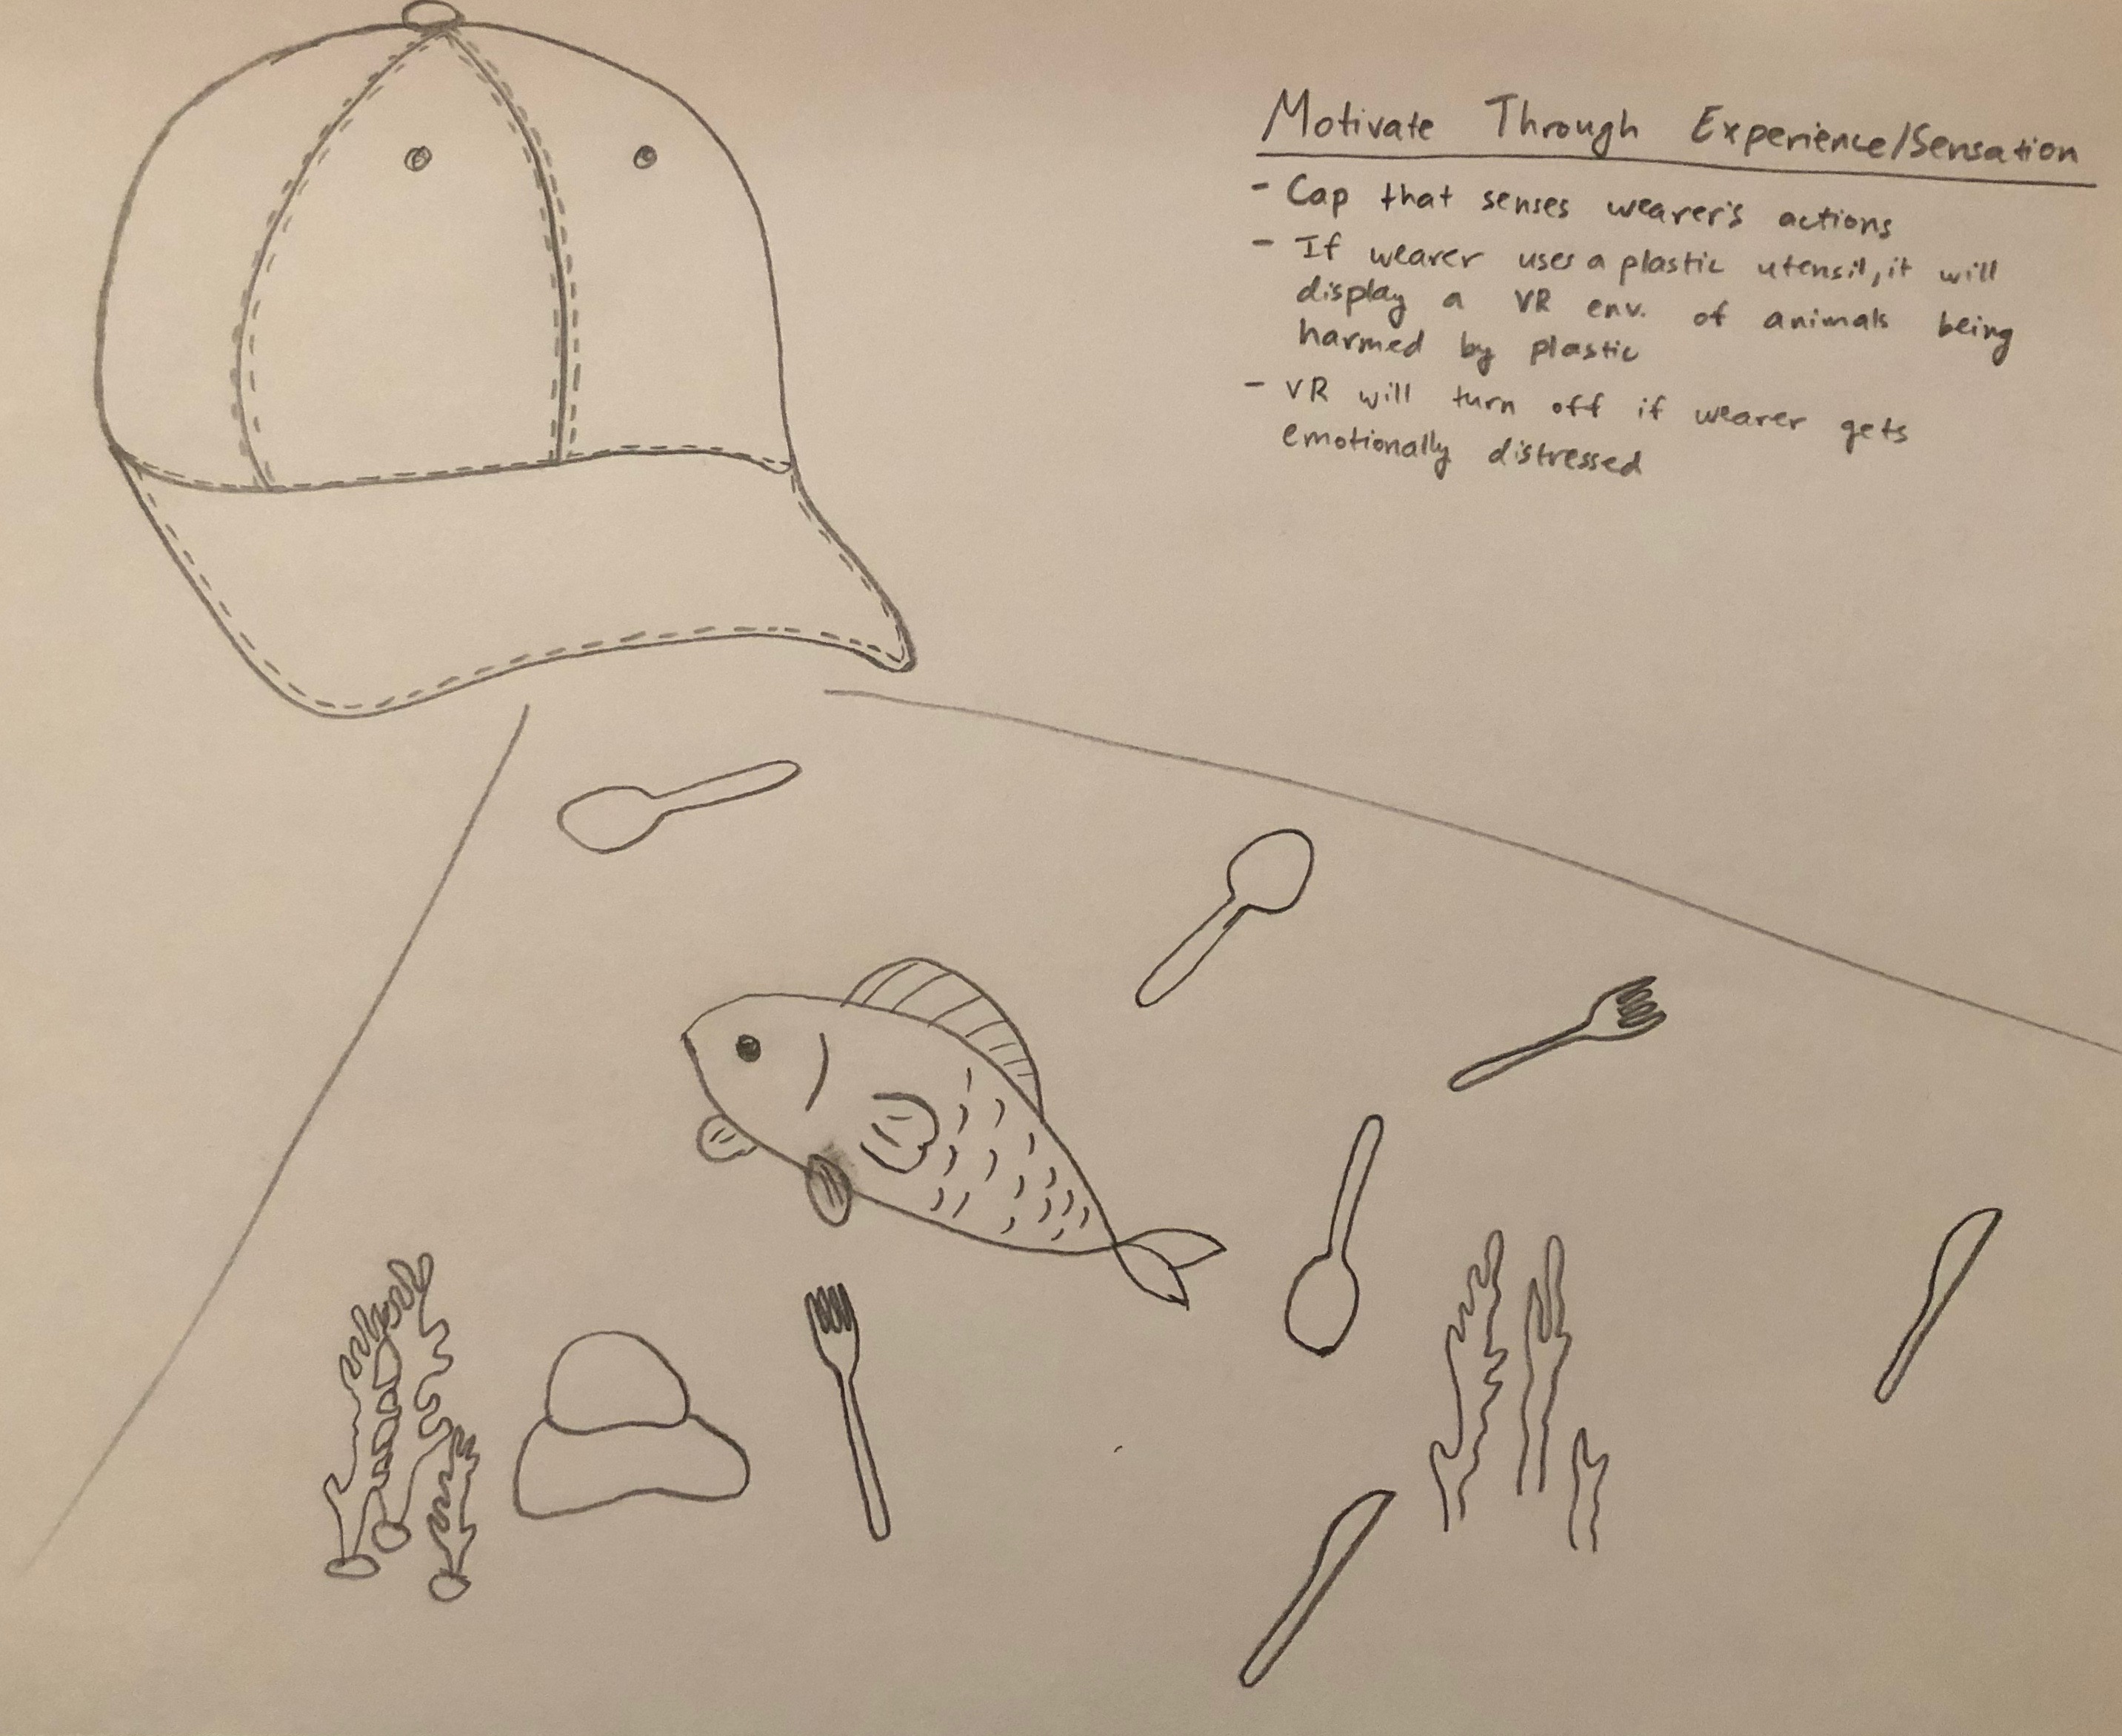 Motivate Through Experience/Sensation
- Cap that senses wearer's actions
- If wearer uses a plastic utensil, it will
display a VR env. of animals being
harmed by plastic
- VR will turn off if wearer gets
emotionally distressed